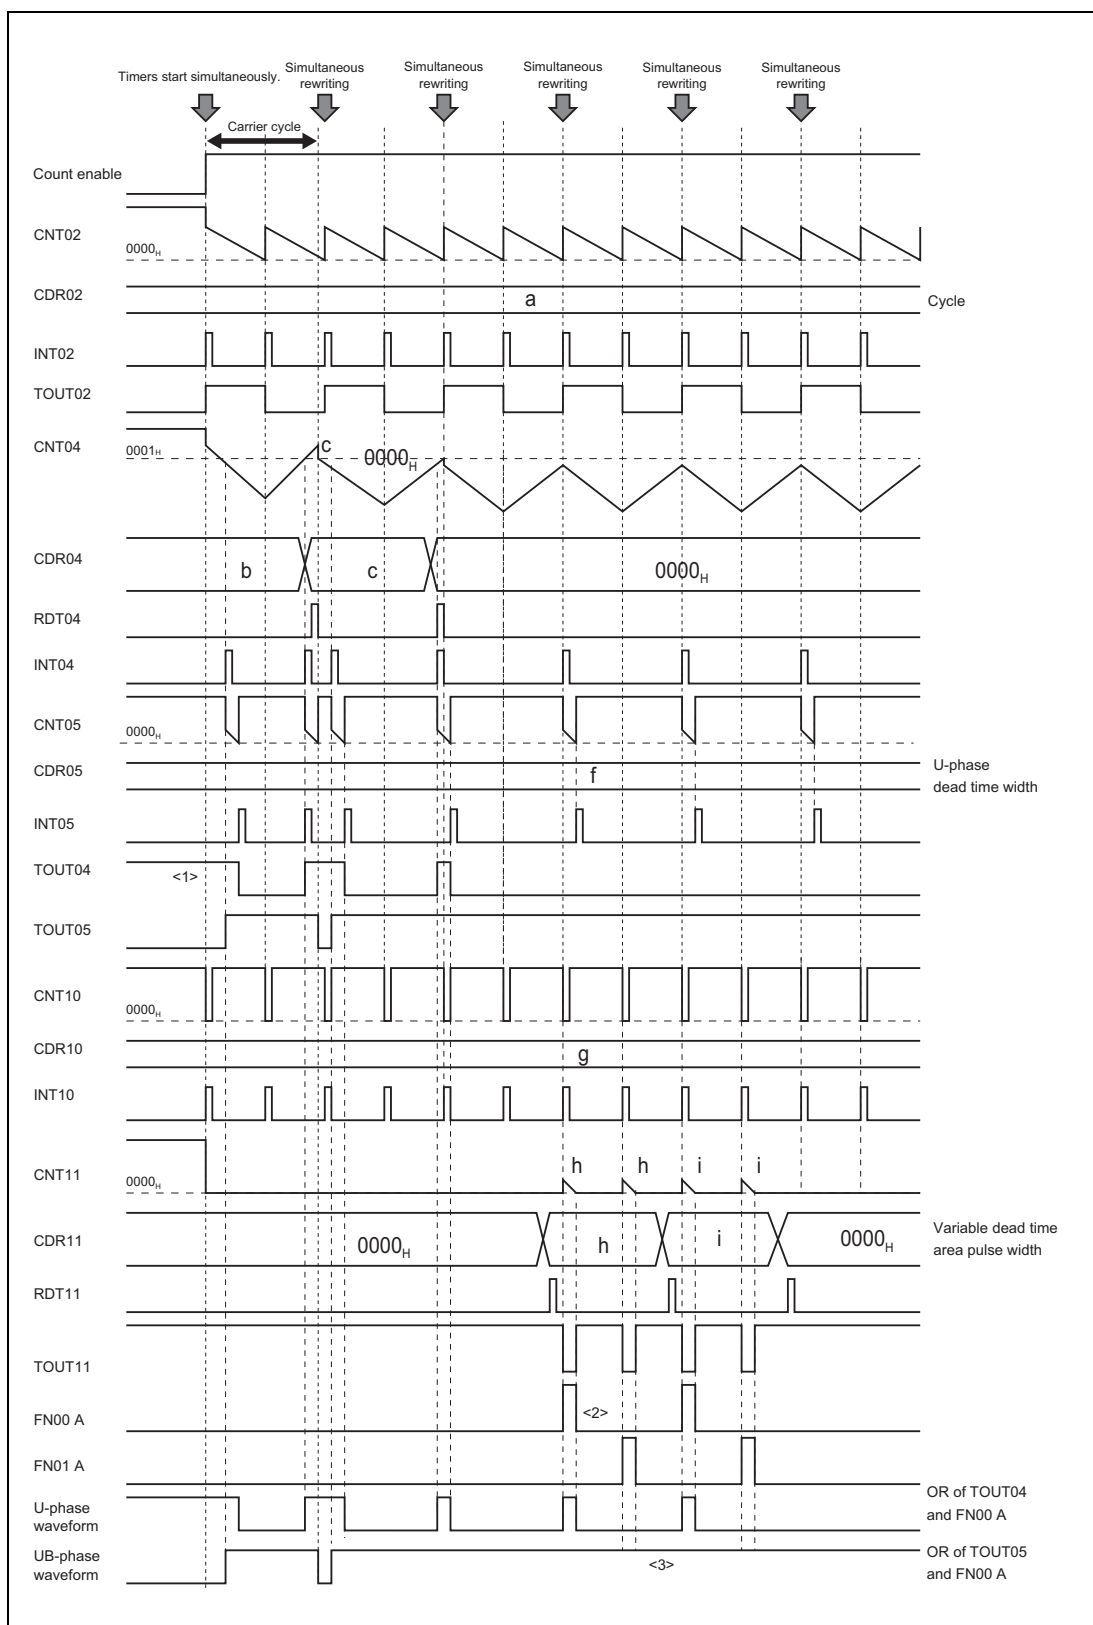 Timers start simultaneously.
Simultaneous
rewriting
Simultaneous
rewriting
Simultaneous
rewriting
Simultaneous
rewriting
Simultaneous
rewriting
Carrier cycle
Count enable
CNT02
0000H
CDR02
a
Cycle
INT02
TOUT02
CNT04
0001H
c
0000H
CDR04
b
c
0000H
RDT04
INT04
CNT05
0000H
CDR05
f
U-phase
dead time width
INT05
TOUT04
<1>
TOUT05
CNT10
0000H
CDR10
g
INT10
CNT11
0000H
h
h
i
i
CDR11
0000H
h
i
0000H
Variable dead time
area pulse width
RDT11
TOUT11
FN00 A
<2>
FN01 A
U-phase
waveform
OR of TOUT04
and FN00 A
UB-phase
waveform
<3>
OR of TOUT05
and FN00 A